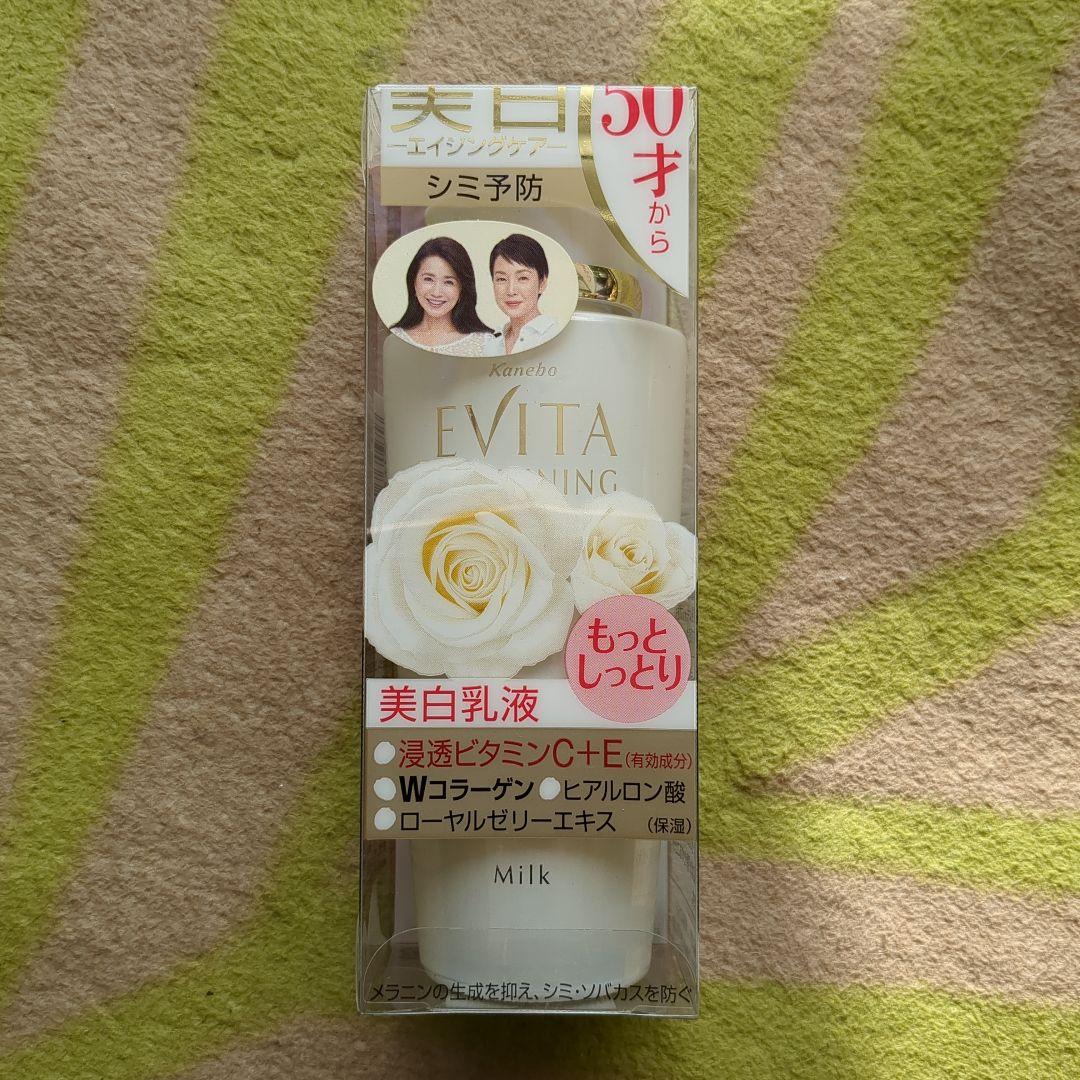 美白
50
才から
―エイジングケア―
シミ予防
Kanebo
EVITA
NING
もっと
しっとり
美白乳液
浸透ビタミンC+E(有効成分)
Wコラーゲン ヒアルロン酸
ローヤルゼリーエキス (保湿)
Milk
メラニンの生成を抑え、シミ・ソバカスを防ぐ